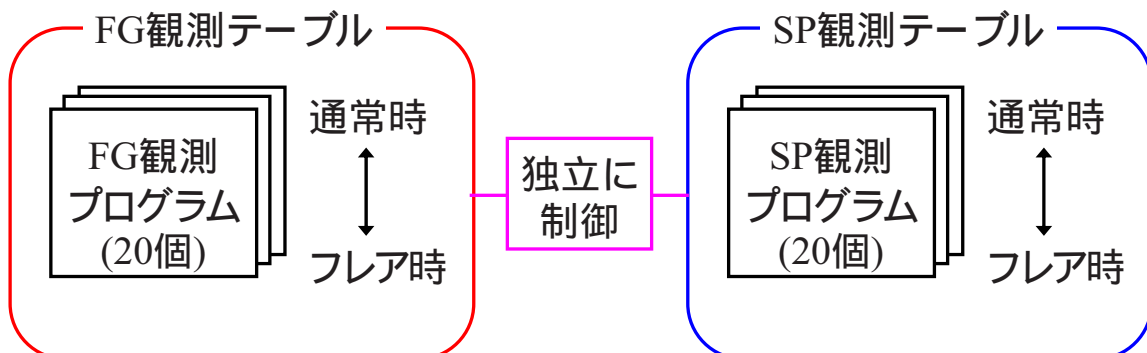 FG観測テーブル
FG観測
プログラム
(20個)
通常時
フレア時
独立に
制御
SP観測テーブル
SP観測
プログラム
(20個)
通常時
フレア時